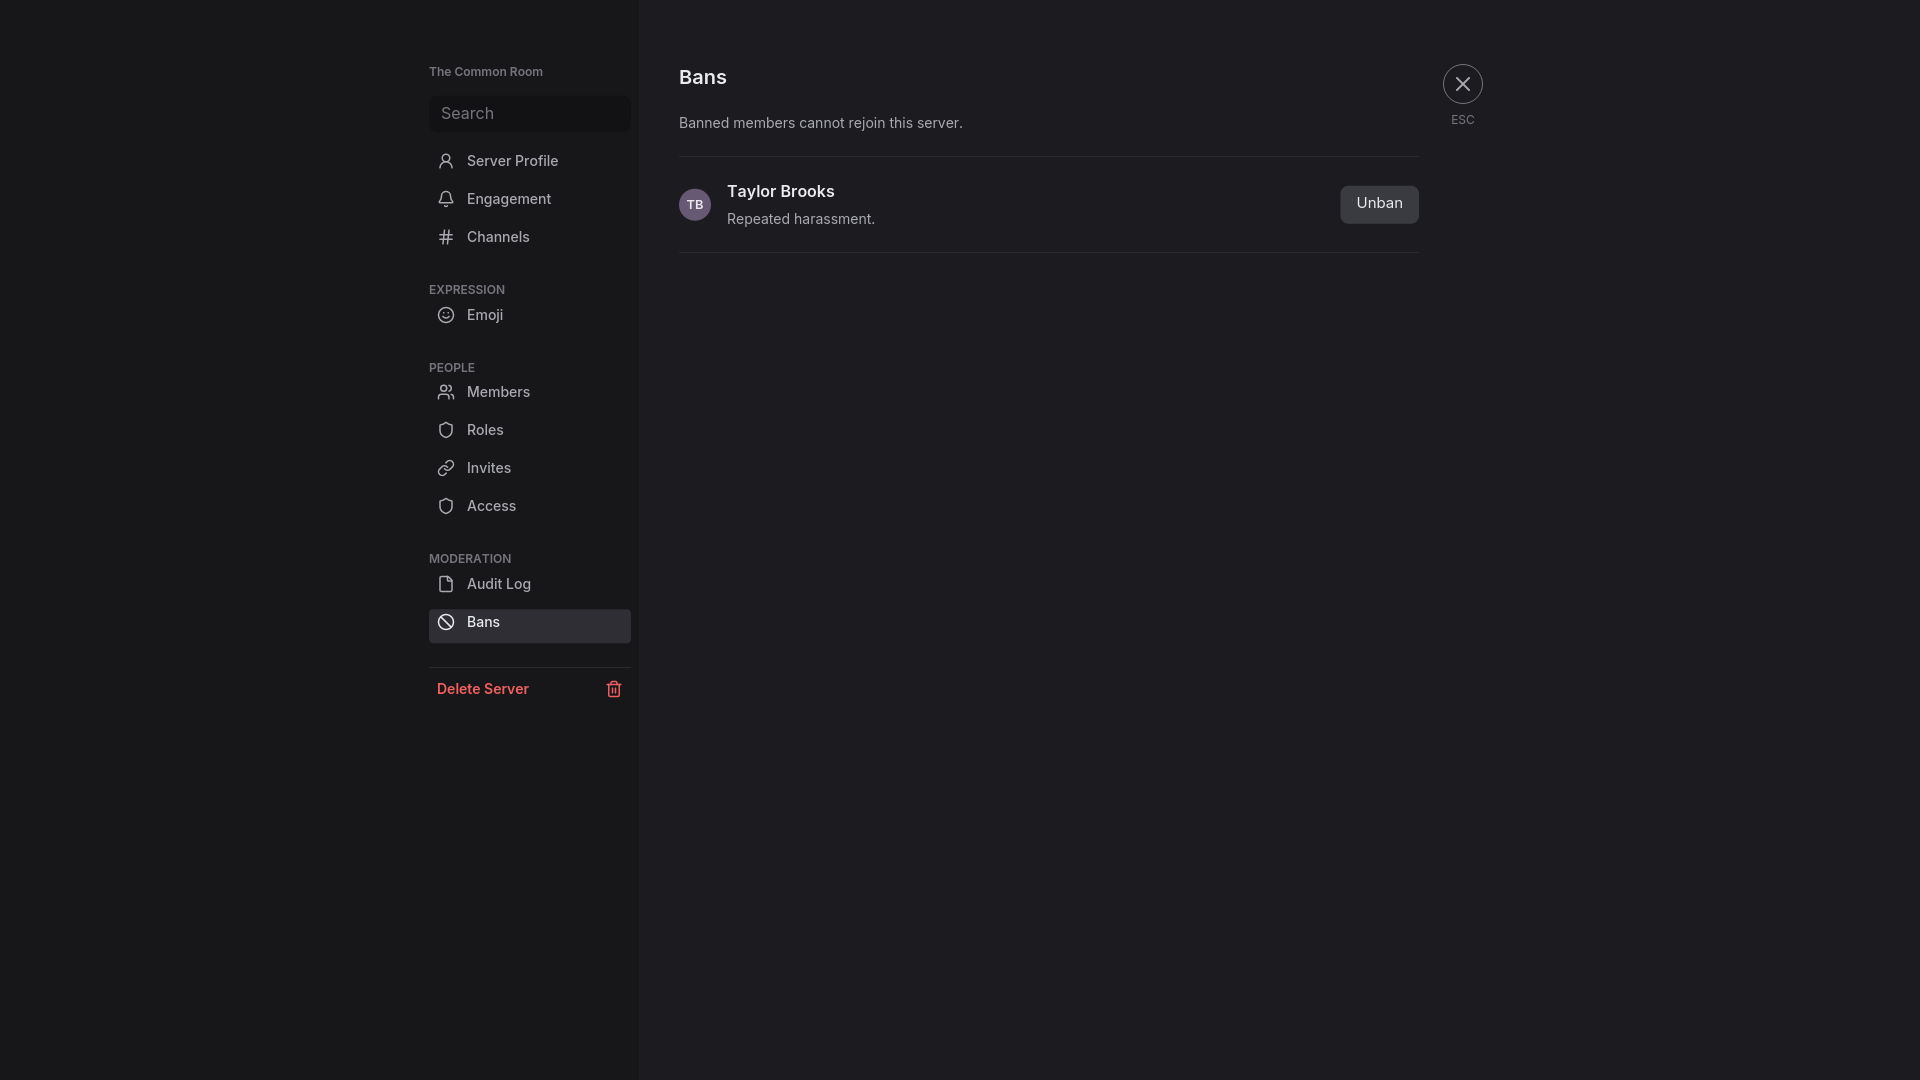 The Common Room
Search
Server Profile
Engagement
Channels
EXPRESSION
Emoji
PEOPLE
Members
Roles
Invites
Access
MODERATION
Audit Log
Bans
Delete Server
Bans
Banned members cannot rejoin this server.
TB
Taylor Brooks
Repeated harassment.
Unban
ESC